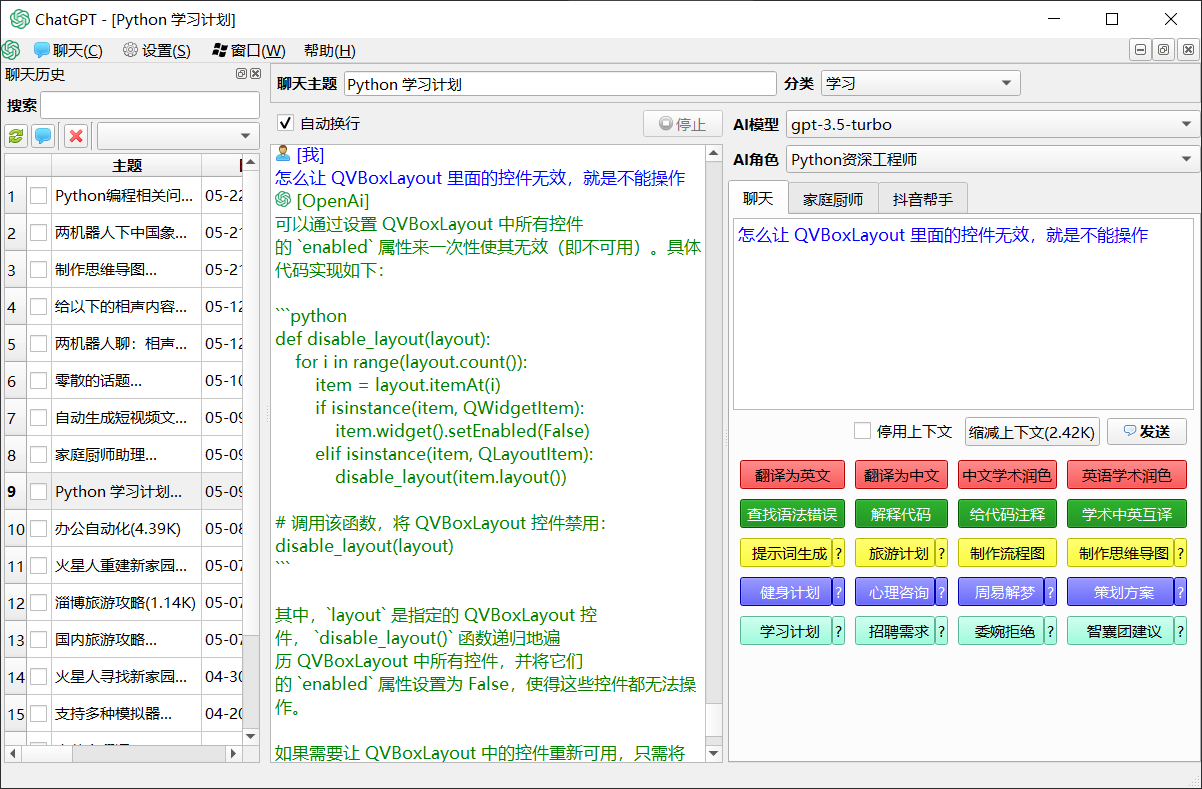 ChatGPT - [Python 学习计划]
聊天(C) 设置(S) 窗口(W) 帮助(H)
聊天历史
搜索
主题
1 Python编程相关问... 05-22
2 两机器人下中国象... 05-21
3 制作思维导图... 05-21
4 给以下的相声内容... 05-12
5 两机器人聊：相声... 05-12
6 零散的话题... 05-10
7 自动生成短视频文... 05-09
8 家庭厨师助理... 05-09
9 Python 学习计划... 05-09
10 办公自动化(4.39K) 05-08
11 火星人重建新家园... 05-07
12 淄博旅游攻略(1.14K) 05-07
13 国内旅游攻略... 05-07
14 火星人寻找新家园... 04-30
15 支持多种模拟器... 04-20
聊天主题 Python 学习计划 分类 学习
自动换行 停止
[我]
怎么让 QVBoxLayout 里面的控件无效，就是不能操作
[OpenAi]
可以通过设置 QVBoxLayout 中所有控件
的 `enabled` 属性来一次性使其无效（即不可用）。具体
代码实现如下：
```python
def disable_layout(layout):
    for i in range(layout.count()):
        item = layout.itemAt(i)
        if isinstance(item, QWidgetItem):
            item.widget().setEnabled(False)
        elif isinstance(item, QLayoutItem):
            disable_layout(item.layout())
# 调用该函数，将 QVBoxLayout 控件禁用：
disable_layout(layout)
```
其中，`layout` 是指定的 QVBoxLayout 控
件， `disable_layout()` 函数递归地遍
历 QVBoxLayout 中所有控件，并将它们
的 `enabled` 属性设置为 False，使得这些控件都无法操
作。
如果需要让 QVBoxLayout 中的控件重新可用，只需将
AI模型 gpt-3.5-turbo
AI角色 Python资深工程师
聊天 家庭厨师 抖音帮手
怎么让 QVBoxLayout 里面的控件无效，就是不能操作
停用上下文 缩减上下文(2.42K) 发送
翻译为英文 翻译为中文 中文学术润色 英语学术润色
查找语法错误 解释代码 给代码注释 学术中英互译
提示词生成 ? 旅游计划 ? 制作流程图 制作思维导图 ?
健身计划 ? 心理咨询 ? 周易解梦 ? 策划方案 ?
学习计划 ? 招聘需求 ? 委婉拒绝 ? 智囊团建议 ?